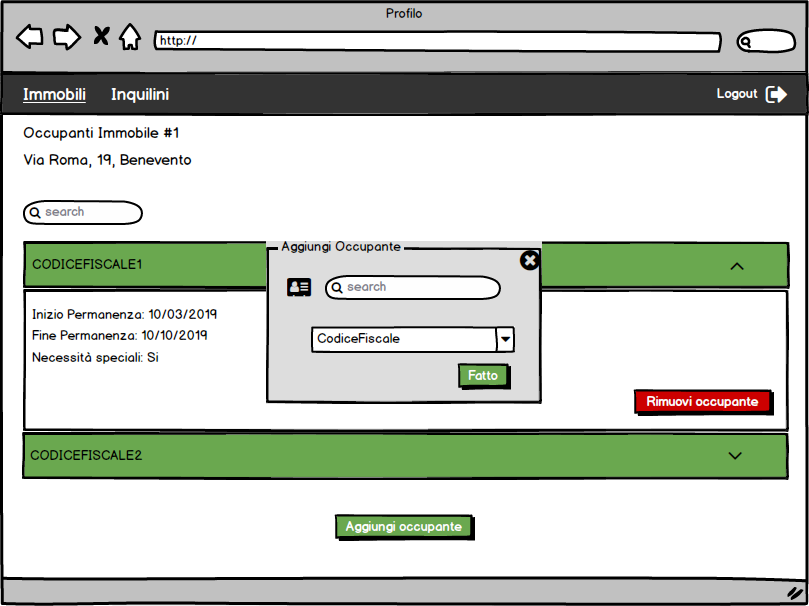 Profilo
http://
Immobili Inquilini Logout
Occupanti Immobile #1
Via Roma, 19, Benevento
search
Aggiungi Occupante
CODICEFISCALE1
search
Inizio Permanenza: 10/03/2019
Fine Permanenza: 10/10/2019
CodiceFiscale
Necessità speciali: Si
Fatto
Rimuovi occupante
CODICEFISCALE2
Aggiungi occupante